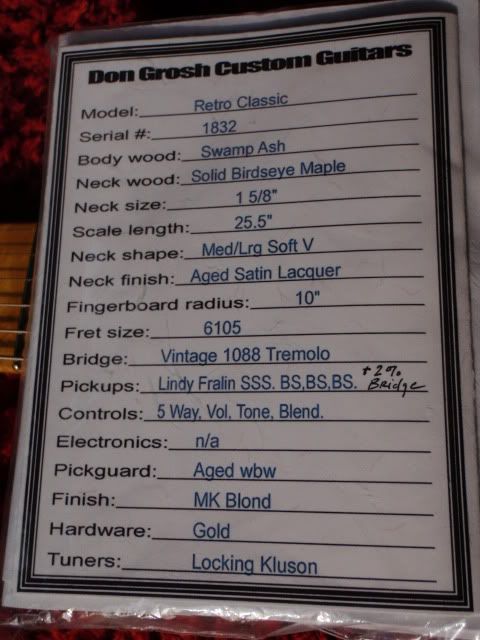 Don Grosh Custom Guitars
Model: Retro Classic
Serial #: 1832
Body wood: Swamp Ash
Neck wood: Solid Birdseye Maple
Neck size: 1 5/8"
Scale length: 25.5"
Neck shape: Med/Lrg Soft V
Neck finish: Aged Satin Lacquer
Fingerboard radius: 10"
Fret size: 6105
Bridge: Vintage 1088 Tremolo
Pickups: Lindy Fralin SSS. BS,BS,BS. +2% Bridge
Controls: 5 Way, Vol, Tone, Blend.
Electronics: n/a
Pickguard: Aged wbw
Finish: MK Blond
Hardware: Gold
Tuners: Locking Kluson